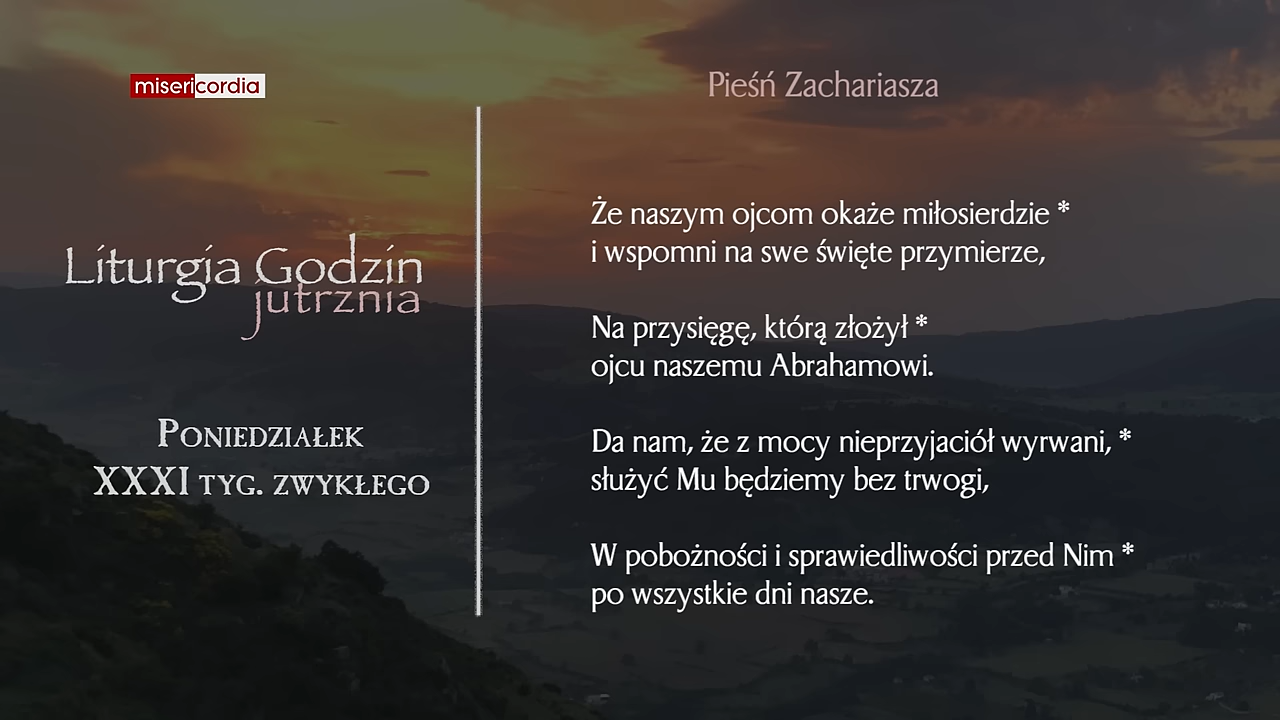 misericordia
Liturgia Godzin
jutrznia
Poniedziałek
XXXI tyg. zwykłego
Pieśń Zachariasza
Że naszym ojcom okaże miłosierdzie *
i wspomni na swe święte przymierze,
Na przysięgę, którą złożył *
ojcu naszemu Abrahamowi.
Da nam, że z mocy nieprzyjaciół wyrwani, *
służyć Mu będziemy bez trwogi,
W pobożności i sprawiedliwości przed Nim *
po wszystkie dni nasze.